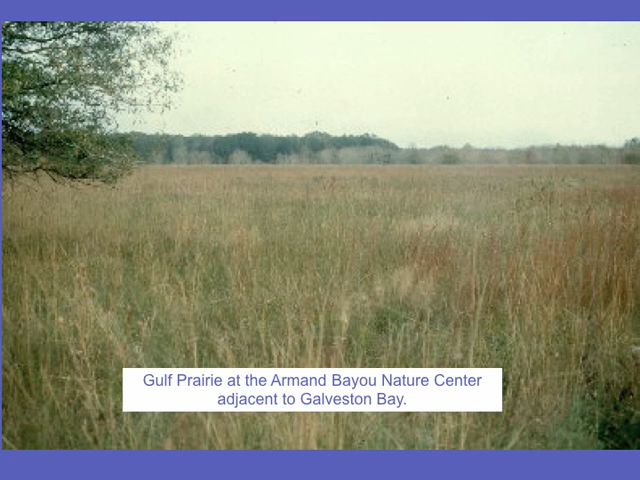 Gulf Prairie at the Armand Bayou Nature Center
adjacent to Galveston Bay.